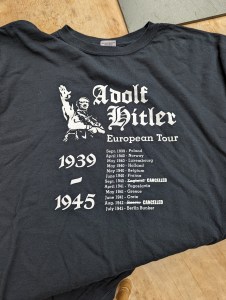 Adolf
Hitler
European Tour
1939
-
1945
Sept. 1939 - Poland
April 1940 - Norway
May 1940 - Luxembourg
May 1940 - Holland
May 1940 - Belgium
June 1940 - France
Sept. 1940 - England CANCELLED
April 1941 - Yugoslavia
May 1941 - Greece
June 1941 - Crete
Aug. 1941 - CANCELLED
July 1945 - Berlin Bunker